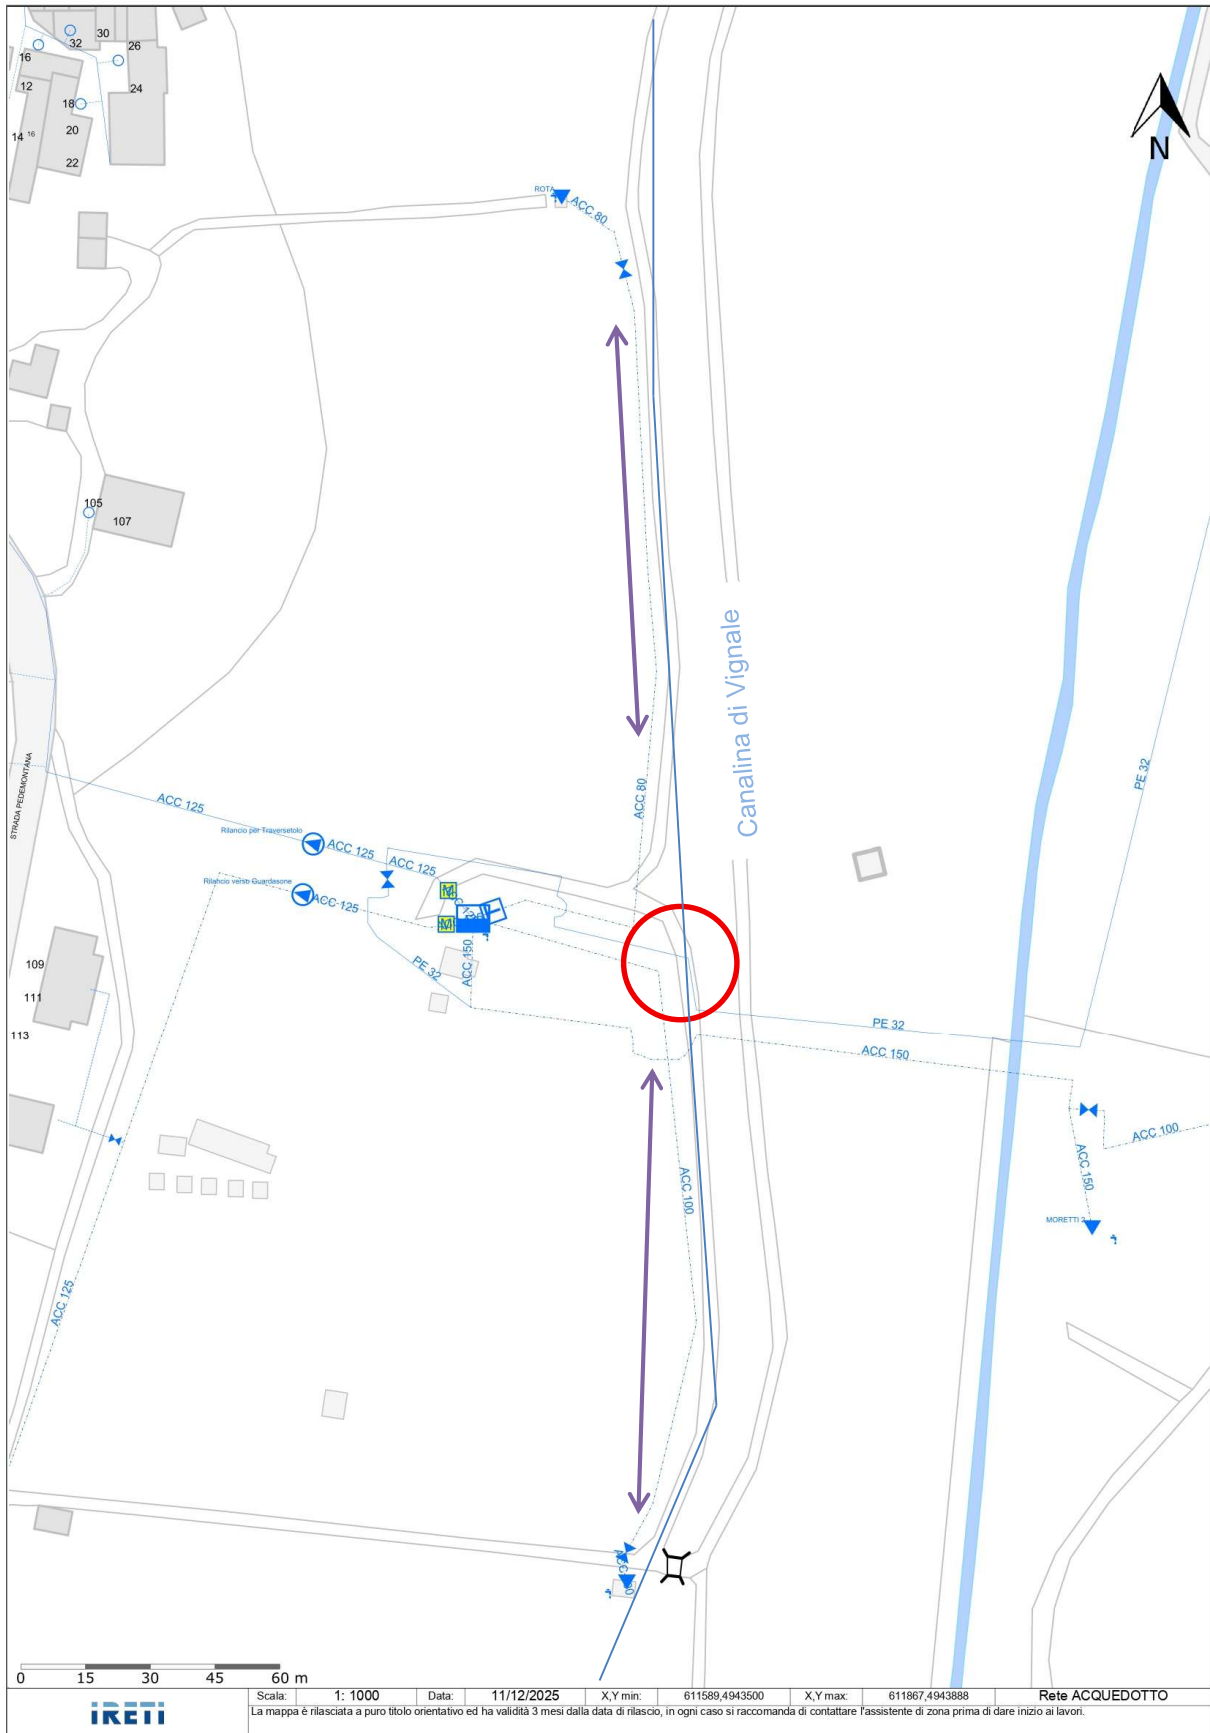 30
32
26
16
12
24
18
14 16
20
22
N
ROTA
ACC 80
105
107
Canalina di Vignale
STRADA PEDEMONTANA
PE 32
ACC 125
ACC 80
Rilancio per Traversetolo
ACC 125
ACC 125
Rilancio verso Guardasone
ACC 125
M
M
ACC 150
PE 32
109
111
113
PE 32
ACC 150
ACC 100
ACC 150
ACC 100
MORETTI 2
ACC 125
0 15 30 45 60 m
IRETI
Scala: 1: 1000 Data: 11/12/2025 X,Y min: 611589,4943500 X,Y max: 611867,4943888 Rete ACQUEDOTTO
La mappa è rilasciata a puro titolo orientativo ed ha validità 3 mesi dalla data di rilascio, in ogni caso si raccomanda di contattare l'assistente di zona prima di dare inizio ai lavori.